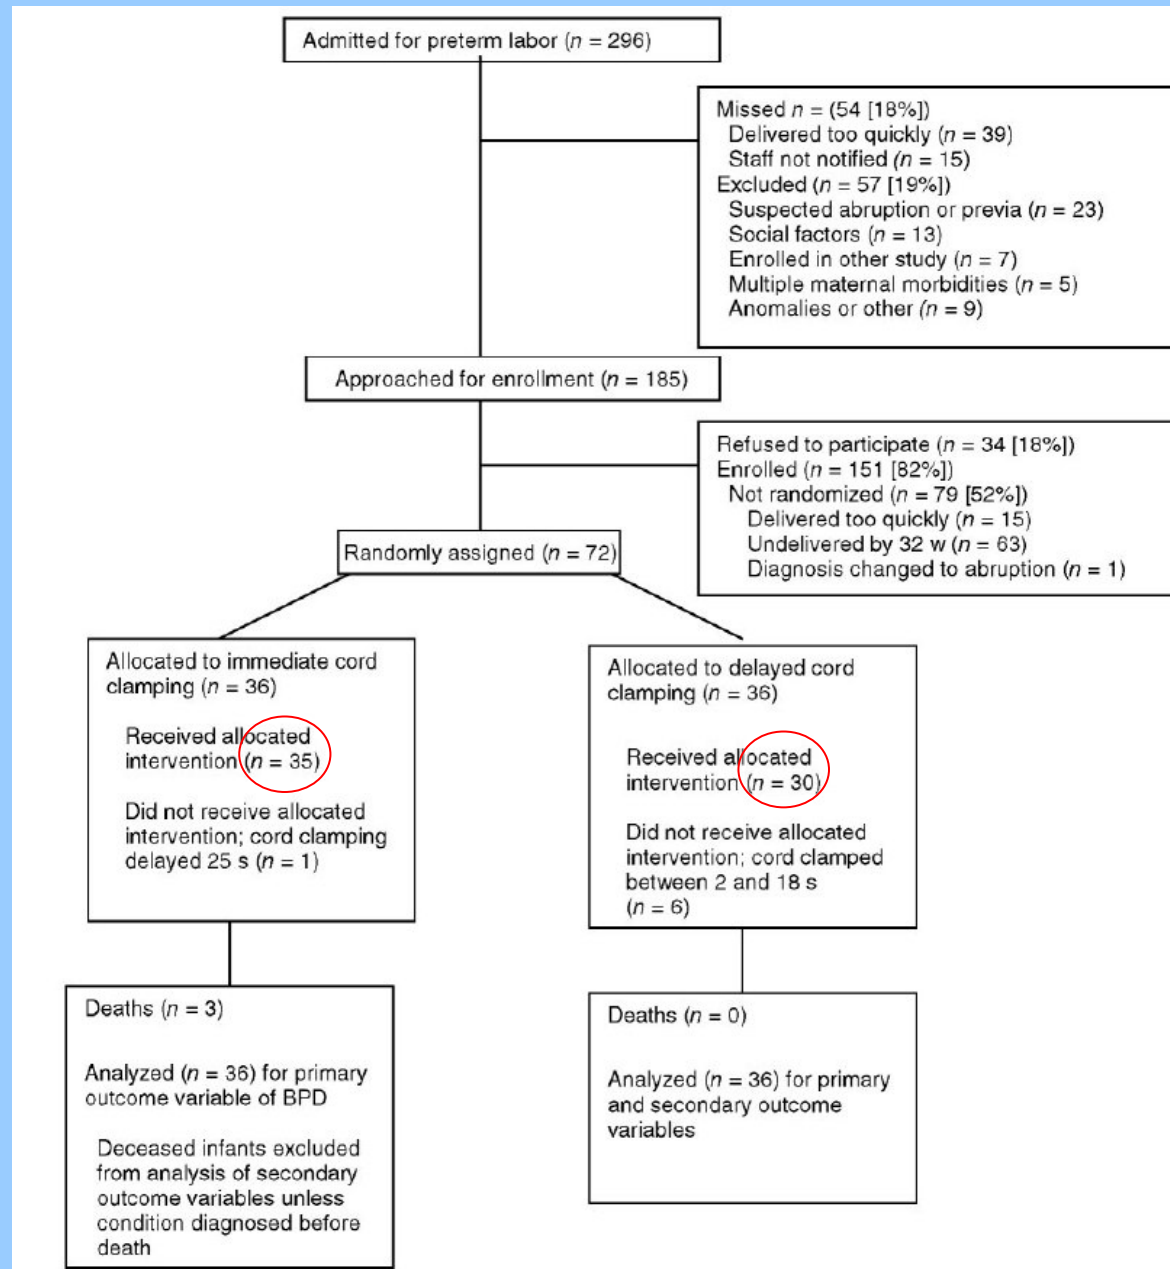 Admitted for preterm labor (n = 296)
Missed n = (54 [18%])
Delivered too quickly (n = 39)
Staff not notified (n = 15)
Excluded (n = 57 [19%])
Suspected abruption or previa (n = 23)
Social factors (n = 13)
Enrolled in other study (n = 7)
Multiple maternal morbidities (n = 5)
Anomalies or other (n = 9)
Approached for enrollment (n = 185)
Refused to participate (n = 34 [18%])
Enrolled (n = 151 [82%])
Not randomized (n = 79 [52%])
Delivered too quickly (n = 15)
Undelivered by 32 w (n = 63)
Diagnosis changed to abruption (n = 1)
Randomly assigned (n = 72)
Allocated to immediate cord
clamping (n = 36)
Received allocated
intervention (n = 35)
Did not receive allocated
intervention; cord clamping
delayed 25 s (n = 1)
Allocated to delayed cord
clamping (n = 36)
Received allocated
intervention (n = 30)
Did not receive allocated
intervention; cord clamped
between 2 and 18 s
(n = 6)
Deaths (n = 3)
Analyzed (n = 36) for primary
outcome variable of BPD
Deceased infants excluded
from analysis of secondary
outcome variables unless
condition diagnosed before
death
Deaths (n = 0)
Analyzed (n = 36) for primary
and secondary outcome
variables